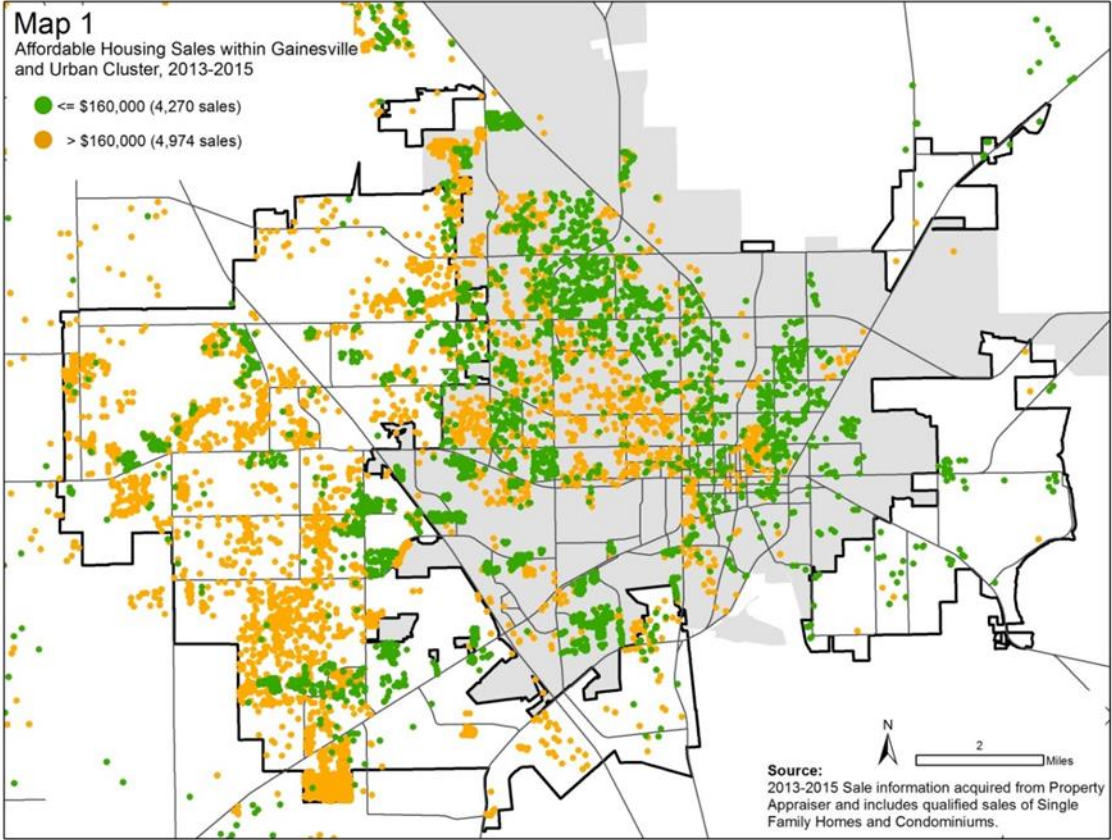 Map 1
Affordable Housing Sales within Gainesville
and Urban Cluster, 2013-2015
<= $160,000 (4,270 sales)
> $160,000 (4,974 sales)
N
2
Miles
Source:
2013-2015 Sale information acquired from Property
Appraiser and includes qualified sales of Single
Family Homes and Condominiums.